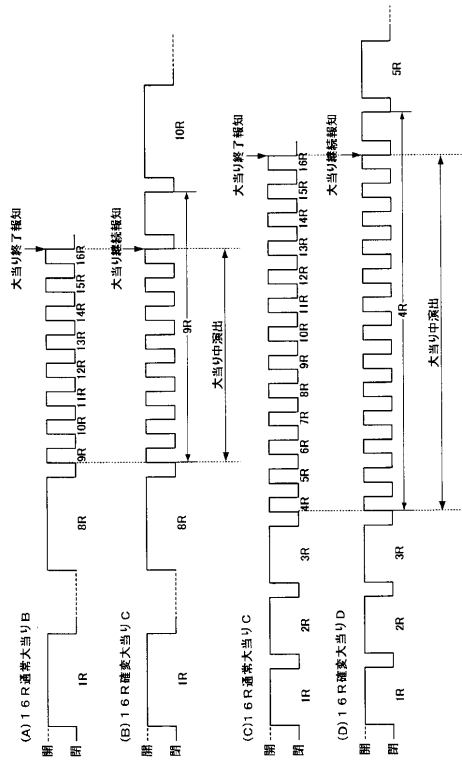 (A)16R通常大当りB
大当り終了報知
開
閉
1R
8R
9R
10R
11R
12R
13R
14R
15R
16R
(B)16R確変大当りC
大当り継続報知
開
閉
1R
8R
9R
10R
大当り中演出
(C)16R通常大当りC
大当り終了報知
開
閉
1R
2R
3R
4R
5R
6R
7R
8R
9R
10R
11R
12R
13R
14R
15R
16R
(D)16R確変大当りD
大当り継続報知
開
閉
1R
2R
3R
4R
5R
大当り中演出